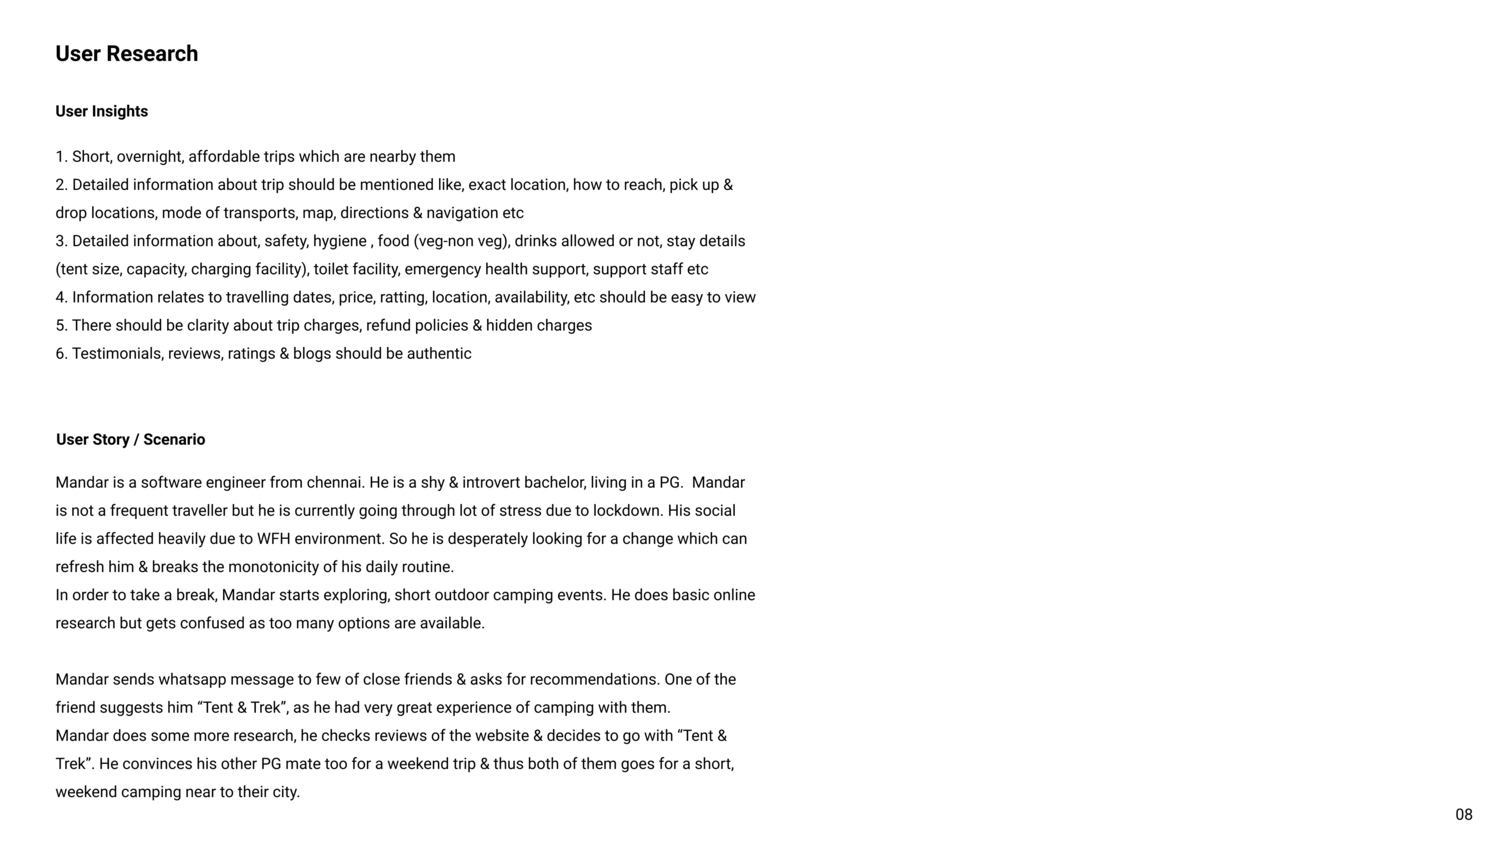 User Research
User Insights
1. Short, overnight, affordable trips which are nearby them
2. Detailed information about trip should be mentioned like, exact location, how to reach, pick up &
drop locations, mode of transports, map, directions & navigation etc
3. Detailed information about, safety, hygiene , food (veg-non veg), drinks allowed or not, stay details
(tent size, capacity, charging facility), toilet facility, emergency health support, support staff etc
4. Information relates to travelling dates, price, ratting, location, availability, etc should be easy to view
5. There should be clarity about trip charges, refund policies & hidden charges
6. Testimonials, reviews, ratings & blogs should be authentic
User Story / Scenario
Mandar is a software engineer from chennai. He is a shy & introvert bachelor, living in a PG.  Mandar
is not a frequent traveller but he is currently going through lot of stress due to lockdown. His social
life is affected heavily due to WFH environment. So he is desperately looking for a change which can
refresh him & breaks the monotonicity of his daily routine.
In order to take a break, Mandar starts exploring, short outdoor camping events. He does basic online
research but gets confused as too many options are available.
Mandar sends whatsapp message to few of close friends & asks for recommendations. One of the
friend suggests him “Tent & Trek”, as he had very great experience of camping with them.
Mandar does some more research, he checks reviews of the website & decides to go with “Tent &
Trek”. He convinces his other PG mate too for a weekend trip & thus both of them goes for a short,
weekend camping near to their city.
08